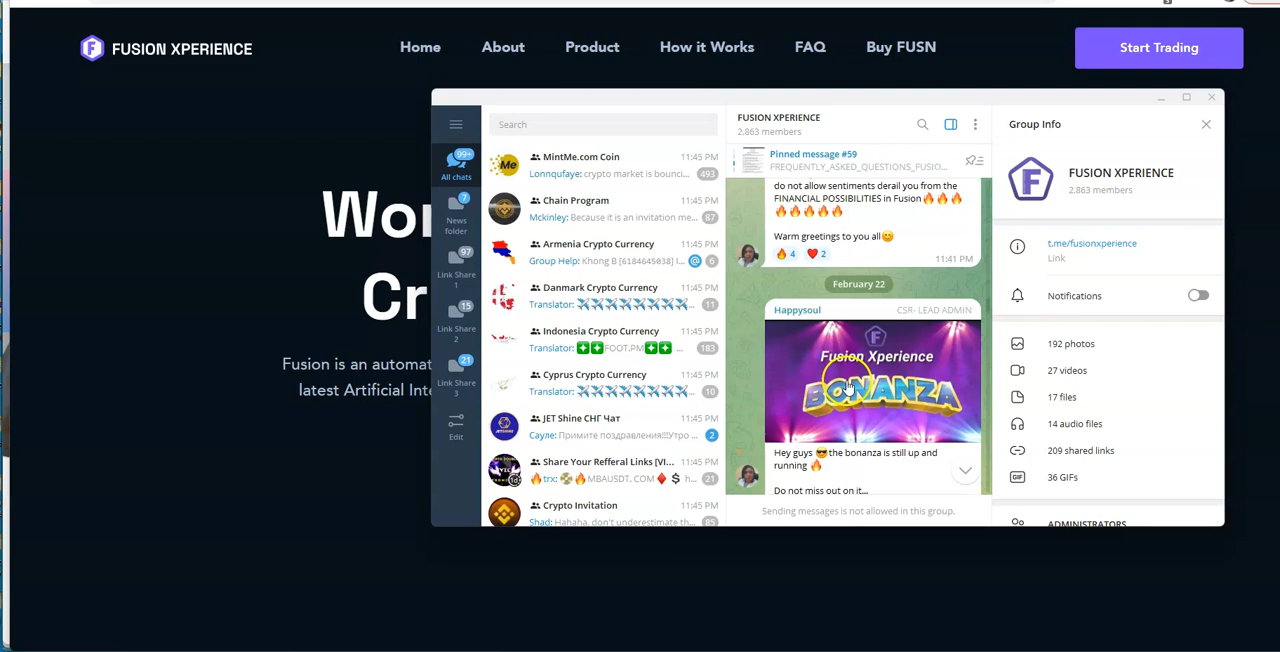 FUSION XPERIENCE
Home
About
Product
How it Works
FAQ
Buy FUSN
Start Trading
Wor
Cr
Fusion is an automat
latest Artificial Inte
99+
All chats
7
News
folder
97
Link Share
1
15
Link Share
2
21
Link Share
3
Edit
Search
MintMe.com Coin 11:45 PM
Lonnqufaye: crypto market is bounci... 493
Chain Program 11:45 PM
Mckinley: Because it is an invitation me... 87
Armenia Crypto Currency 11:45 PM
Group Help: Khong B [6184645038] I... @ 6
Danmark Crypto Currency 11:45 PM
Translator: ✈✈✈✈✈✈✈✈✈... 11
Indonesia Crypto Currency 11:45 PM
Translator: ➕➕FOOT.PM➕➕ ... 183
Cyprus Crypto Currency 11:45 PM
Translator: ✈✈✈✈✈✈✈✈✈... 10
JET Shine СНГ Чат 11:45 PM
Сауле: Примите поздравления!!!Утро ... 2
Share Your Refferal Links [VI... 11:45 PM
🔥trx: 🔥MBAUSDT. COM♦ $ h... 21
Crypto Invitation 11:45 PM
Shad: Hahaha, don't underestimate th... 85
FUSION XPERIENCE
2,863 members
Pinned message #59
FREQUENTLY_ASKED_QUESTIONS_FUSIO...
do not allow sentiments derail you from the
FINANCIAL POSSIBILITIES in Fusion🔥🔥🔥
🔥🔥🔥🔥🔥
Warm greetings to you all😊
🔥 4 ❤ 2
11:41 PM
February 22
Happysoul CSR- LEAD ADMIN
Fusion Xperience
BONANZA
Hey guys 😎 the bonanza is still up and
running 🔥
Do not miss out on it...
Sending messages is not allowed in this group.
Group Info
FUSION XPERIENCE
2,863 members
t.me/fusionxperience
Link
Notifications
192 photos
27 videos
17 files
14 audio files
209 shared links
GIF 36 GIFs
ADMINISTRATORS